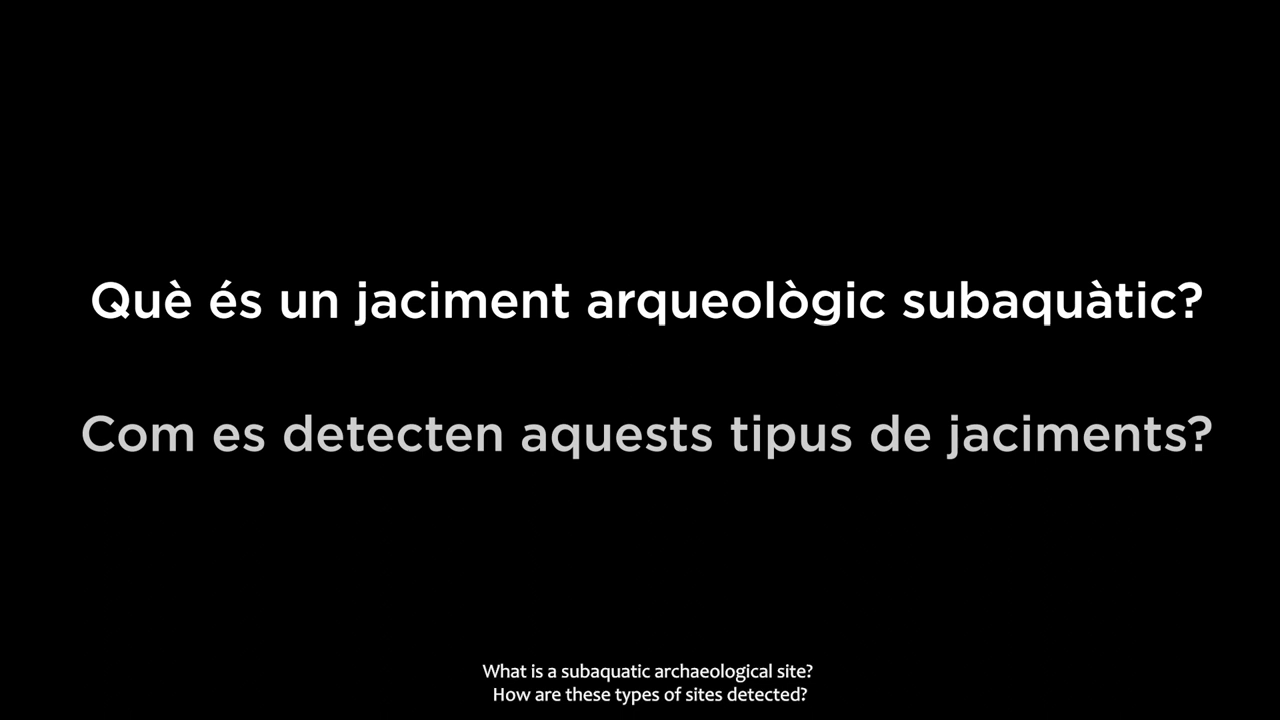 Què és un jaciment arqueològic subaquàtic?
Com es detecten aquests tipus de jaciments?
What is a subaquatic archaeological site?
How are these types of sites detected?